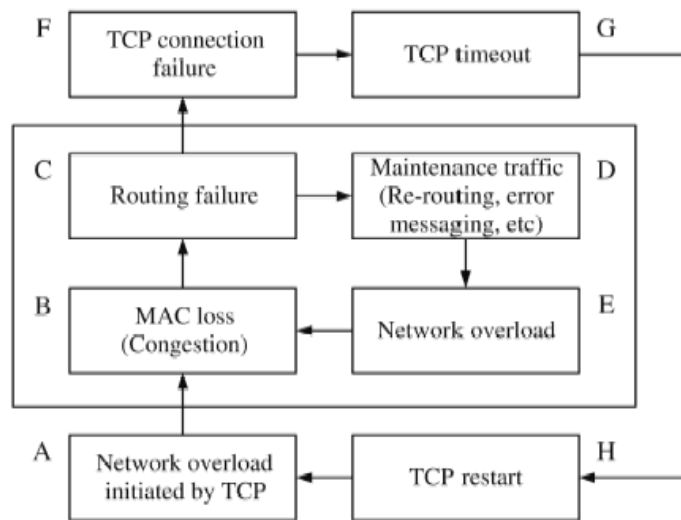 F
TCP connection
failure
TCP timeout
G
C
Routing failure
Maintenance traffic
(Re-routing, error
messaging, etc)
D
B
MAC loss
(Congestion)
Network overload
E
A
Network overload
initiated by TCP
TCP restart
H